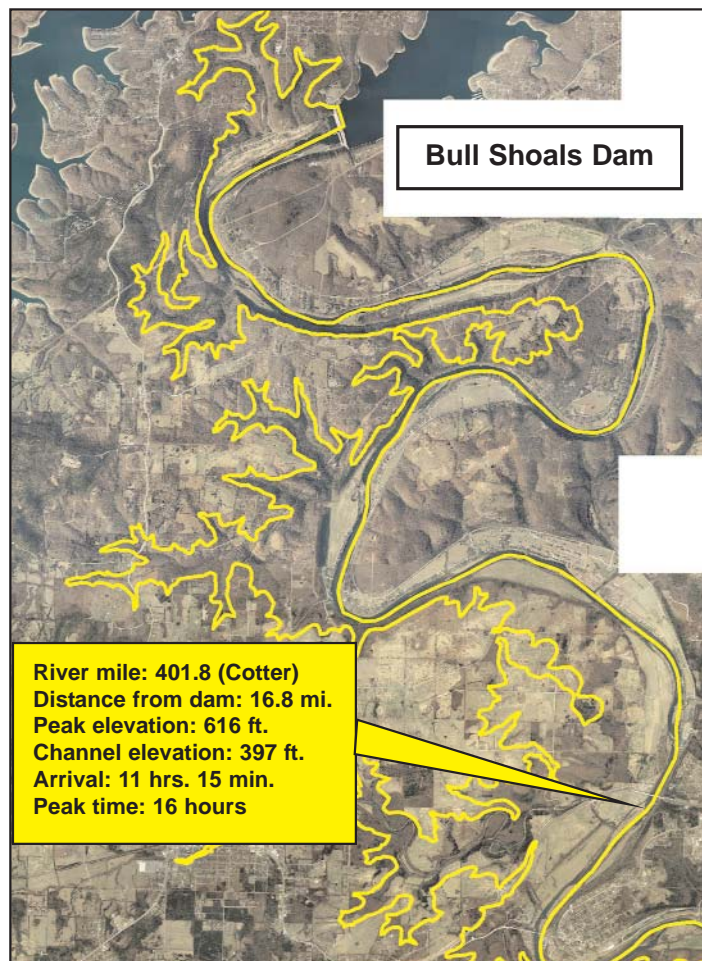 Bull Shoals Dam
River mile: 401.8 (Cotter)
Distance from dam: 16.8 mi.
Peak elevation: 616 ft.
Channel elevation: 397 ft.
Arrival: 11 hrs. 15 min.
Peak time: 16 hours